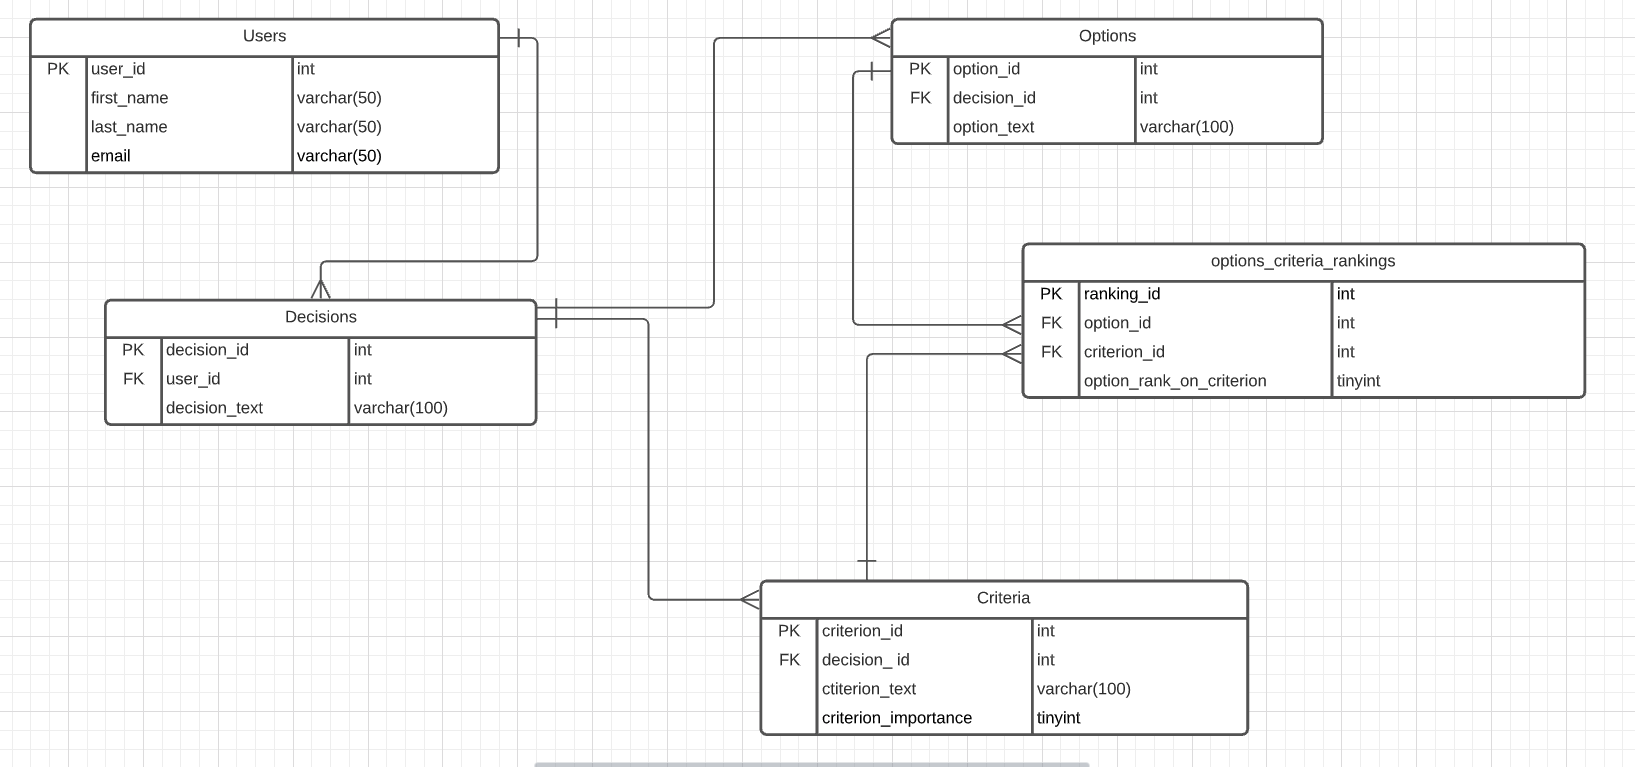 Users
PK user_id int
first_name varchar(50)
last_name varchar(50)
email varchar(50)
Options
PK option_id int
FK decision_id int
option_text varchar(100)
options_criteria_rankings
PK ranking_id int
FK option_id int
FK criterion_id int
option_rank_on_criterion tinyint
Decisions
PK decision_id int
FK user_id int
decision_text varchar(100)
Criteria
PK criterion_id int
FK decision_ id int
ctiterion_text varchar(100)
criterion_importance tinyint